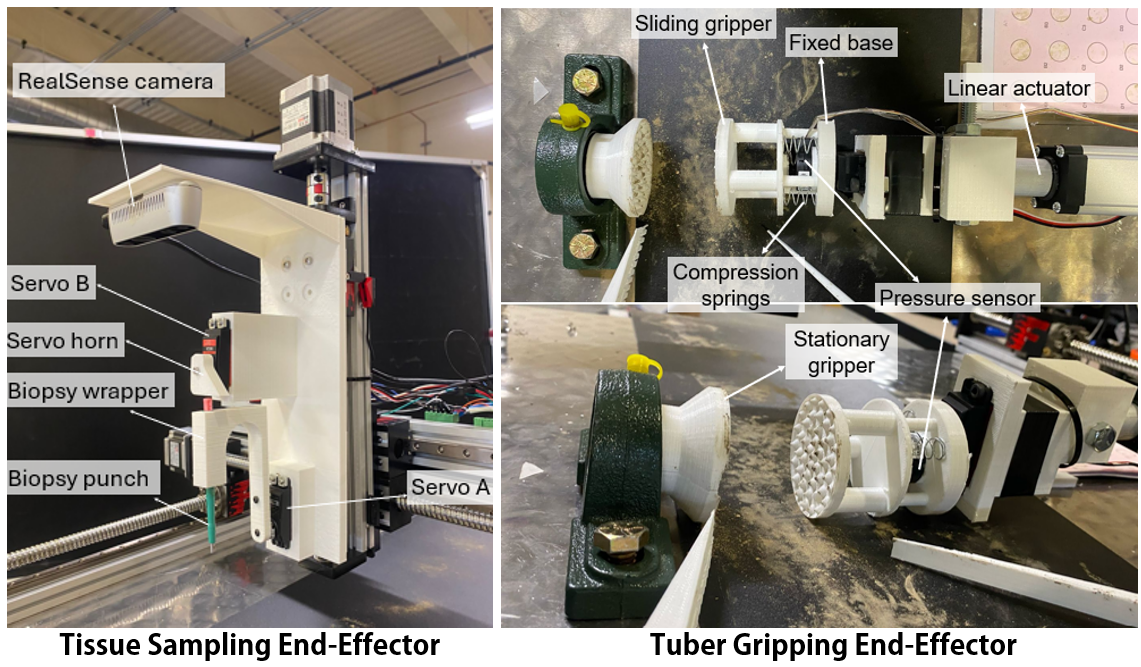 RealSense camera
Servo B
Servo horn
Biopsy wrapper
Biopsy punch
Servo A
Tissue Sampling End-Effector
Sliding gripper
Fixed base
Linear actuator
Compression
springs
Pressure sensor
Stationary
gripper
Tuber Gripping End-Effector